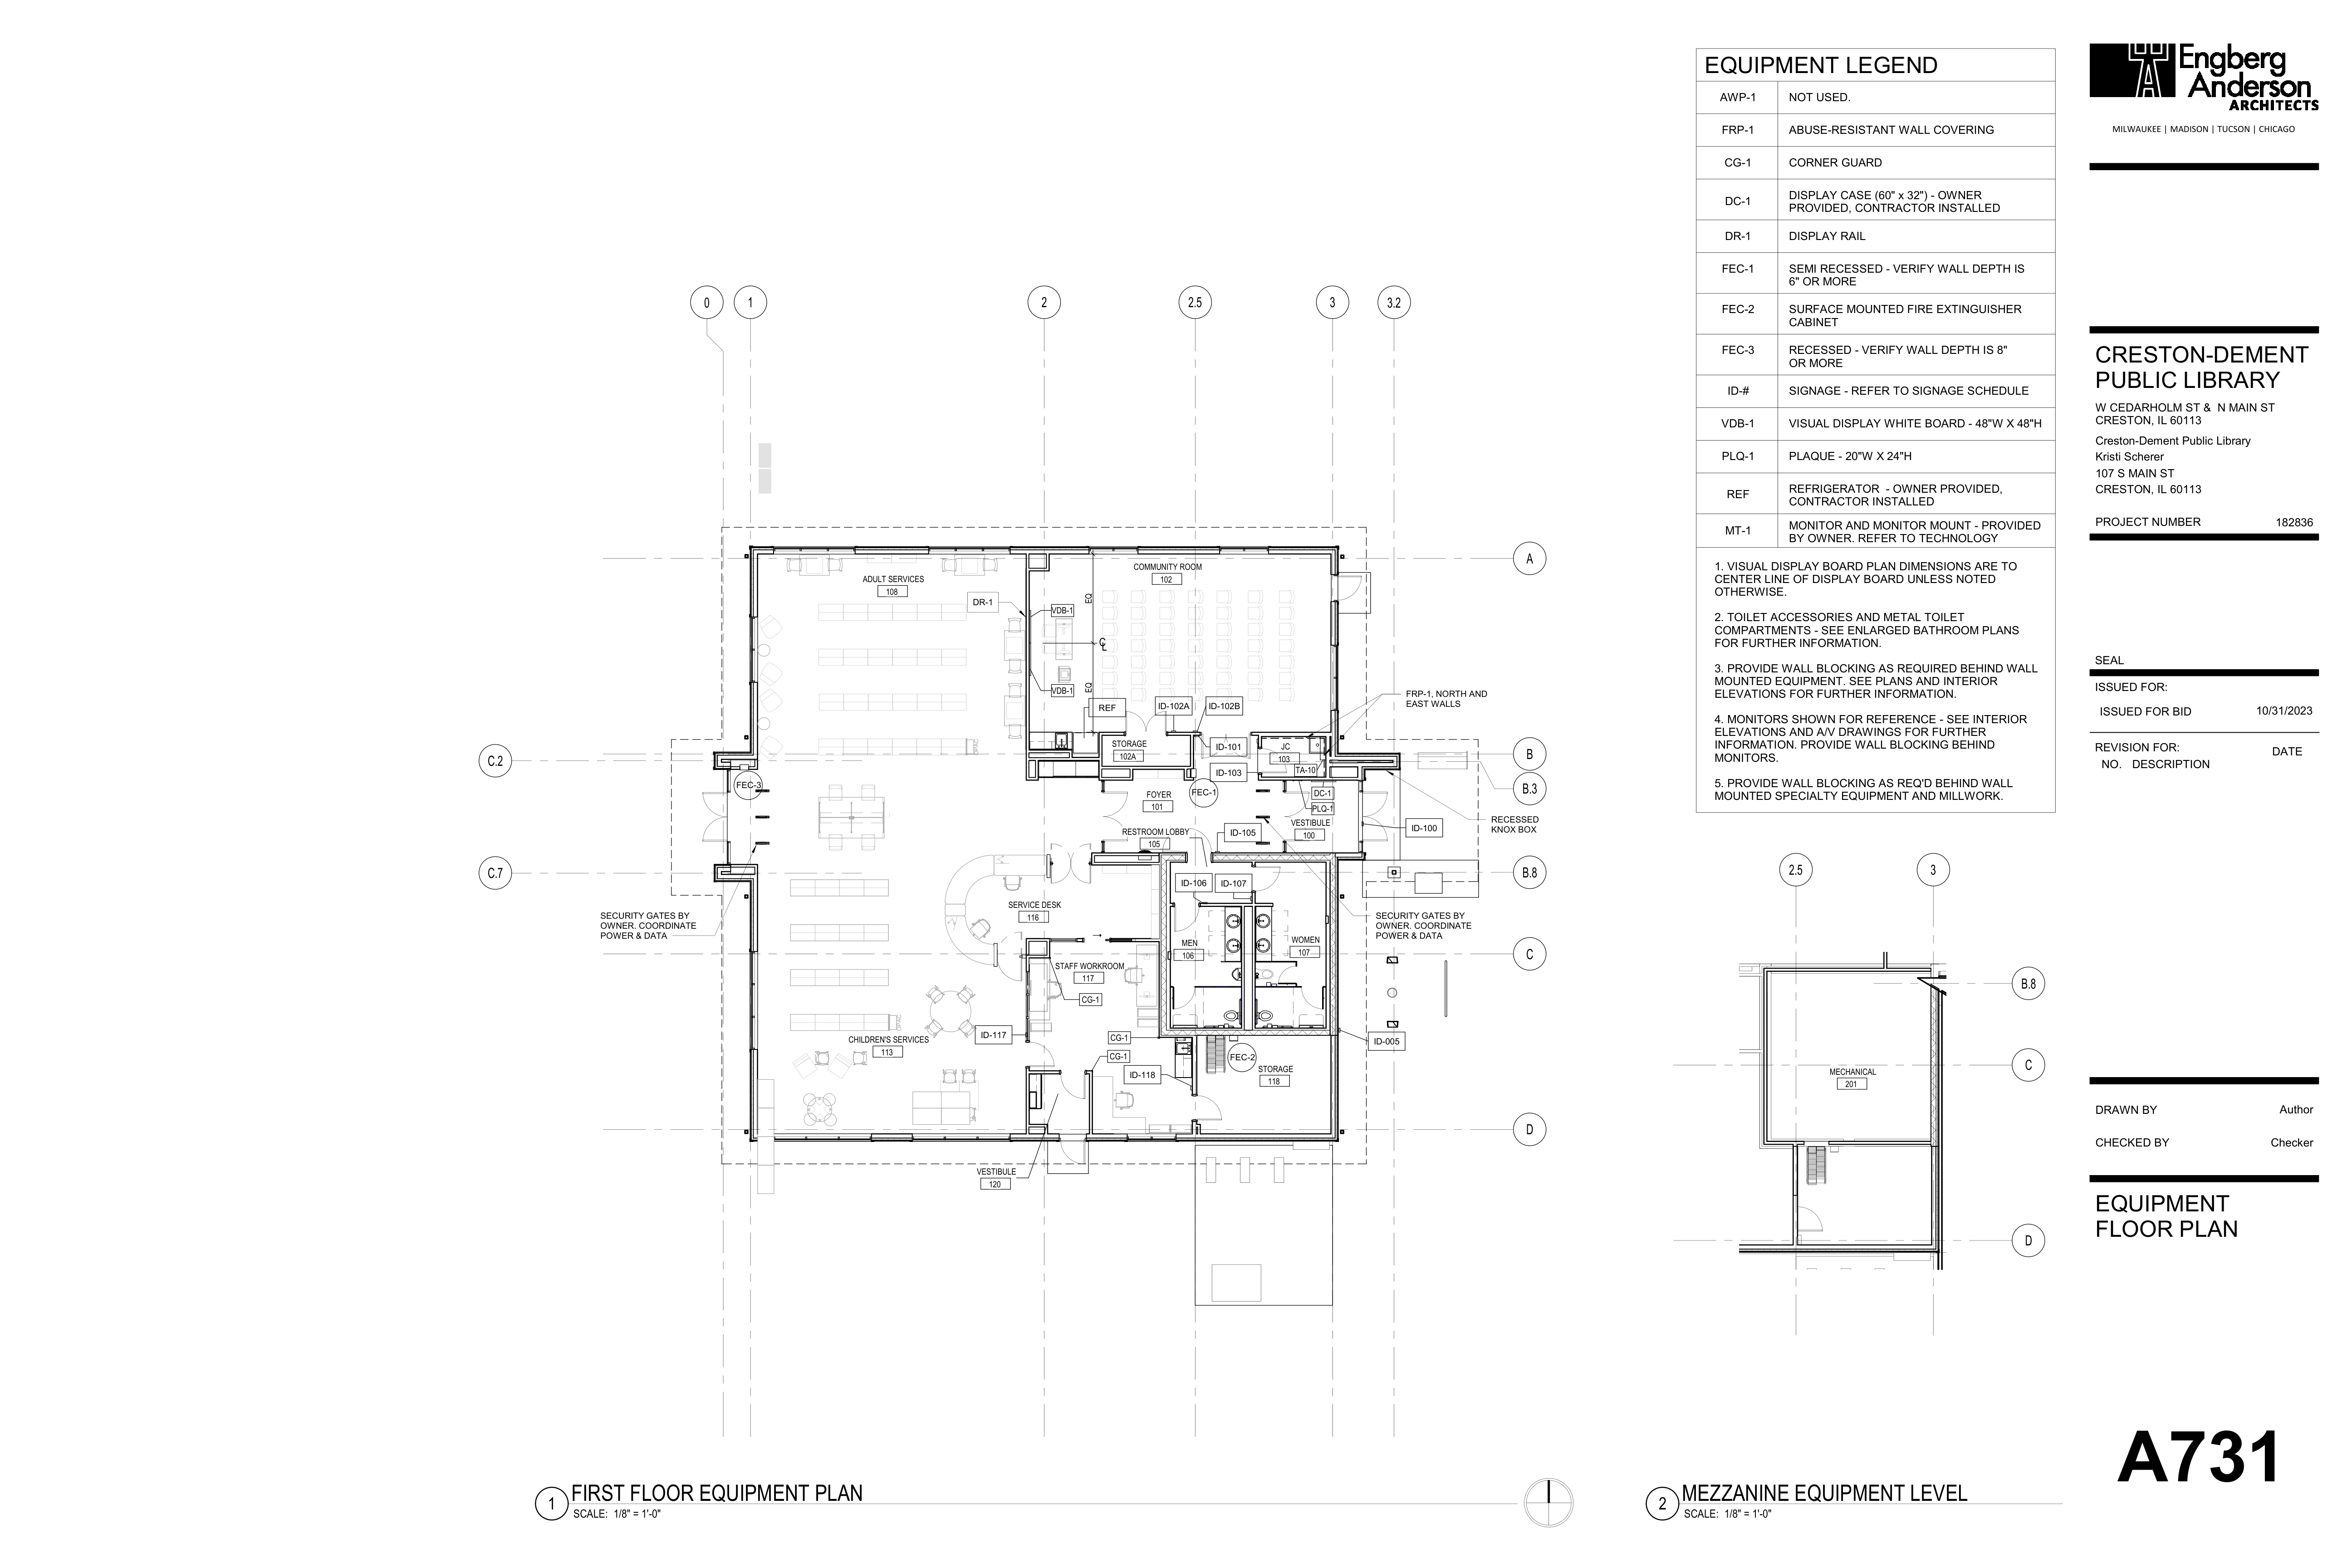 EQUIPMENT LEGEND
AWP-1 NOT USED.
FRP-1 ABUSE-RESISTANT WALL COVERING
CG-1 CORNER GUARD
DC-1 DISPLAY CASE (60" x 32") - OWNER
PROVIDED, CONTRACTOR INSTALLED
DR-1 DISPLAY RAIL
FEC-1 SEMI RECESSED - VERIFY WALL DEPTH IS
6" OR MORE
FEC-2 SURFACE MOUNTED FIRE EXTINGUISHER
CABINET
FEC-3 RECESSED - VERIFY WALL DEPTH IS 8"
OR MORE
ID-# SIGNAGE - REFER TO SIGNAGE SCHEDULE
VDB-1 VISUAL DISPLAY WHITE BOARD - 48"W X 48"H
PLQ-1 PLAQUE - 20"W X 24"H
REF REFRIGERATOR - OWNER PROVIDED,
CONTRACTOR INSTALLED
MT-1 MONITOR AND MONITOR MOUNT - PROVIDED
BY OWNER. REFER TO TECHNOLOGY
1. VISUAL DISPLAY BOARD PLAN DIMENSIONS ARE TO
CENTER LINE OF DISPLAY BOARD UNLESS NOTED
OTHERWISE.
2. TOILET ACCESSORIES AND METAL TOILET
COMPARTMENTS - SEE ENLARGED BATHROOM PLANS
FOR FURTHER INFORMATION.
3. PROVIDE WALL BLOCKING AS REQUIRED BEHIND WALL
MOUNTED EQUIPMENT. SEE PLANS AND INTERIOR
ELEVATIONS FOR FURTHER INFORMATION.
4. MONITORS SHOWN FOR REFERENCE - SEE INTERIOR
ELEVATIONS AND A/V DRAWINGS FOR FURTHER
INFORMATION. PROVIDE WALL BLOCKING BEHIND
MONITORS.
5. PROVIDE WALL BLOCKING AS REQ'D BEHIND WALL
MOUNTED SPECIALTY EQUIPMENT AND MILLWORK.
Engberg
Anderson
ARCHITECTS
MILWAUKEE | MADISON | TUCSON | CHICAGO
CRESTON-DEMENT
PUBLIC LIBRARY
W CEDARHOLM ST & N MAIN ST
CRESTON, IL 60113
Creston-Dement Public Library
Kristi Scherer
107 S MAIN ST
CRESTON, IL 60113
PROJECT NUMBER 182836
SEAL
ISSUED FOR:
ISSUED FOR BID 10/31/2023
REVISION FOR:
NO. DESCRIPTION DATE
DRAWN BY Author
CHECKED BY Checker
EQUIPMENT
FLOOR PLAN
A731
0
1
2
2.5
3
3.2
A
B
B.3
B.8
C
D
C.2
C.7
ADULT SERVICES
108
DR-1
VDB-1
VDB-1
EQ
EQ
COMMUNITY ROOM
102
REF
ID-102A
ID-102B
FRP-1, NORTH AND
EAST WALLS
STORAGE
102A
ID-101
JC
103
TA-10
ID-103
FEC-3
FOYER
101
FEC-1
DC-1
PLQ-1
VESTIBULE
100
ID-100
RECESSED
KNOX BOX
RESTROOM LOBBY
105
ID-105
ID-106
ID-107
SECURITY GATES BY
OWNER. COORDINATE
POWER & DATA
SERVICE DESK
116
SECURITY GATES BY
OWNER. COORDINATE
POWER & DATA
MEN
106
WOMEN
107
STAFF WORKROOM
117
CG-1
ID-117
CHILDREN'S SERVICES
113
CG-1
CG-1
ID-118
FEC-2
STORAGE
118
ID-005
VESTIBULE
120
2.5
3
B.8
C
D
MECHANICAL
201
1
FIRST FLOOR EQUIPMENT PLAN
SCALE: 1/8" = 1'-0"
2
MEZZANINE EQUIPMENT LEVEL
SCALE: 1/8" = 1'-0"